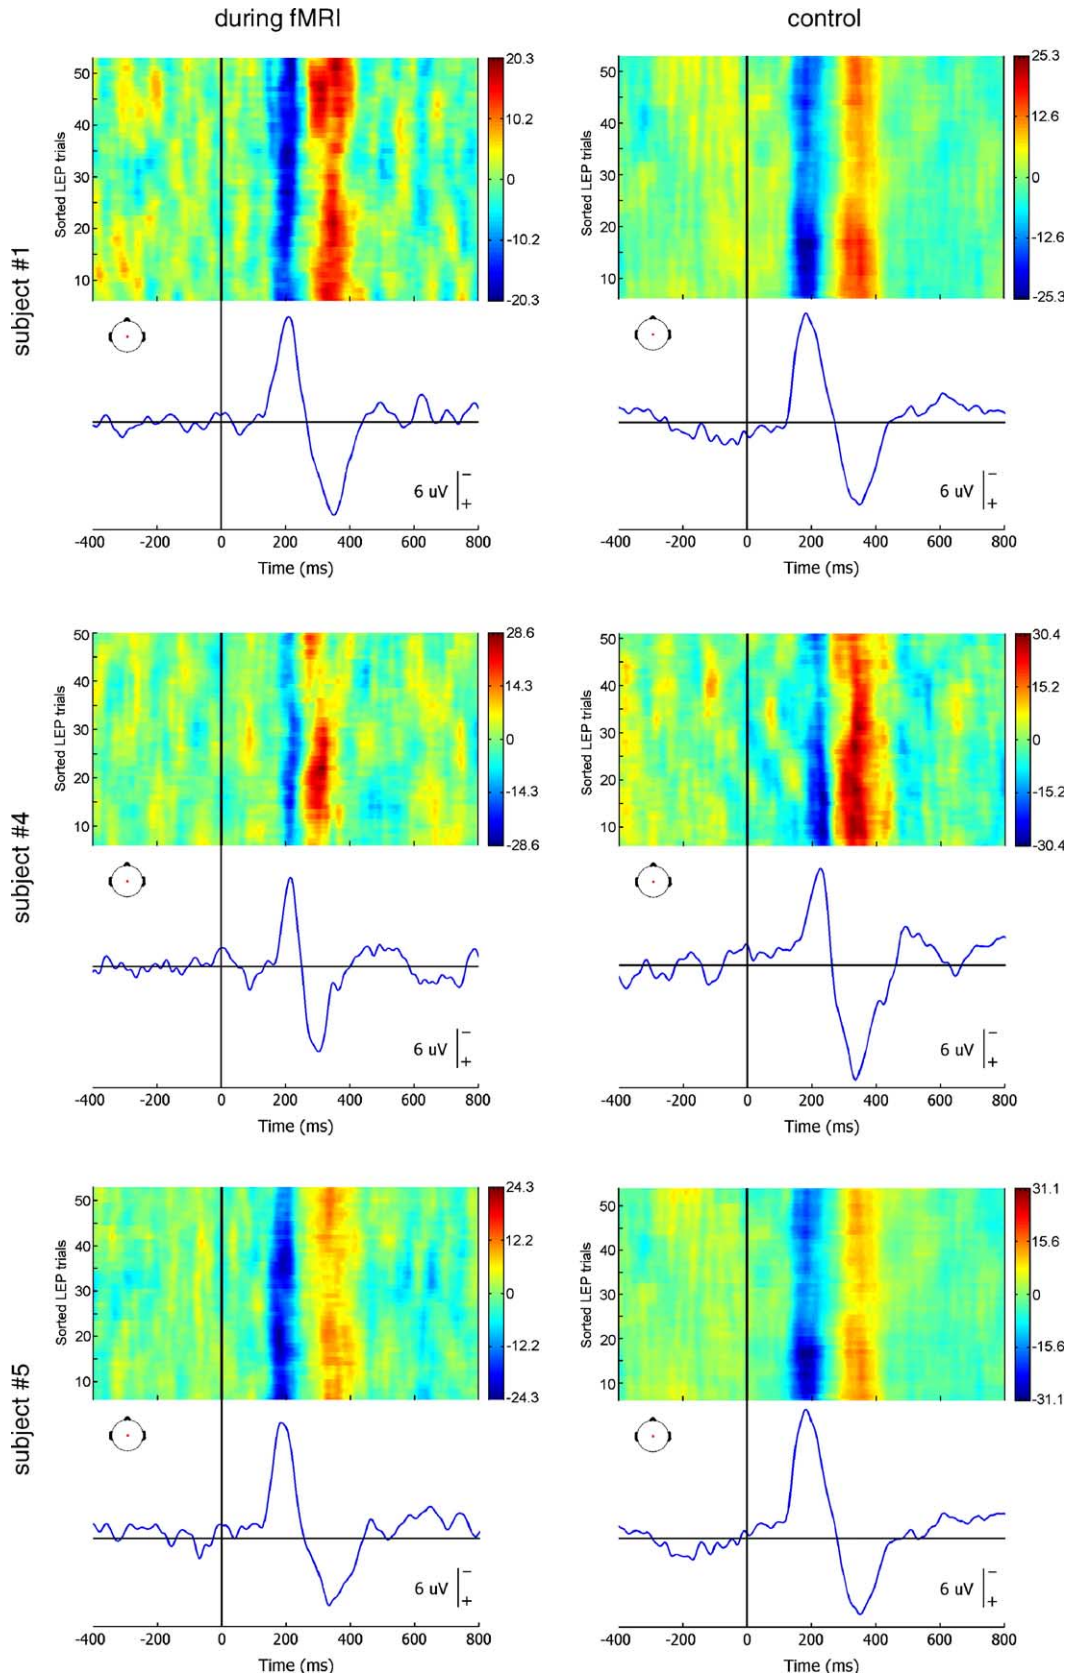 during fMRI
control
subject #1
Sorted LEP trials
50
40
30
20
10
20.3
10.2
0
-10.2
-20.3
6 uV
−
+
-400 -200 0 200 400 600 800
Time (ms)
Sorted LEP trials
50
40
30
20
10
25.3
12.6
0
-12.6
-25.3
6 uV
−
+
-400 -200 0 200 400 600 800
Time (ms)
subject #4
Sorted LEP trials
50
40
30
20
10
28.6
14.3
0
-14.3
-28.6
6 uV
−
+
-400 -200 0 200 400 600 800
Time (ms)
Sorted LEP trials
50
40
30
20
10
30.4
15.2
0
-15.2
-30.4
6 uV
−
+
-400 -200 0 200 400 600 800
Time (ms)
subject #5
Sorted LEP trials
50
40
30
20
10
24.3
12.2
0
-12.2
-24.3
6 uV
−
+
-400 -200 0 200 400 600 800
Time (ms)
Sorted LEP trials
50
40
30
20
10
31.1
15.6
0
-15.6
-31.1
6 uV
−
+
-400 -200 0 200 400 600 800
Time (ms)